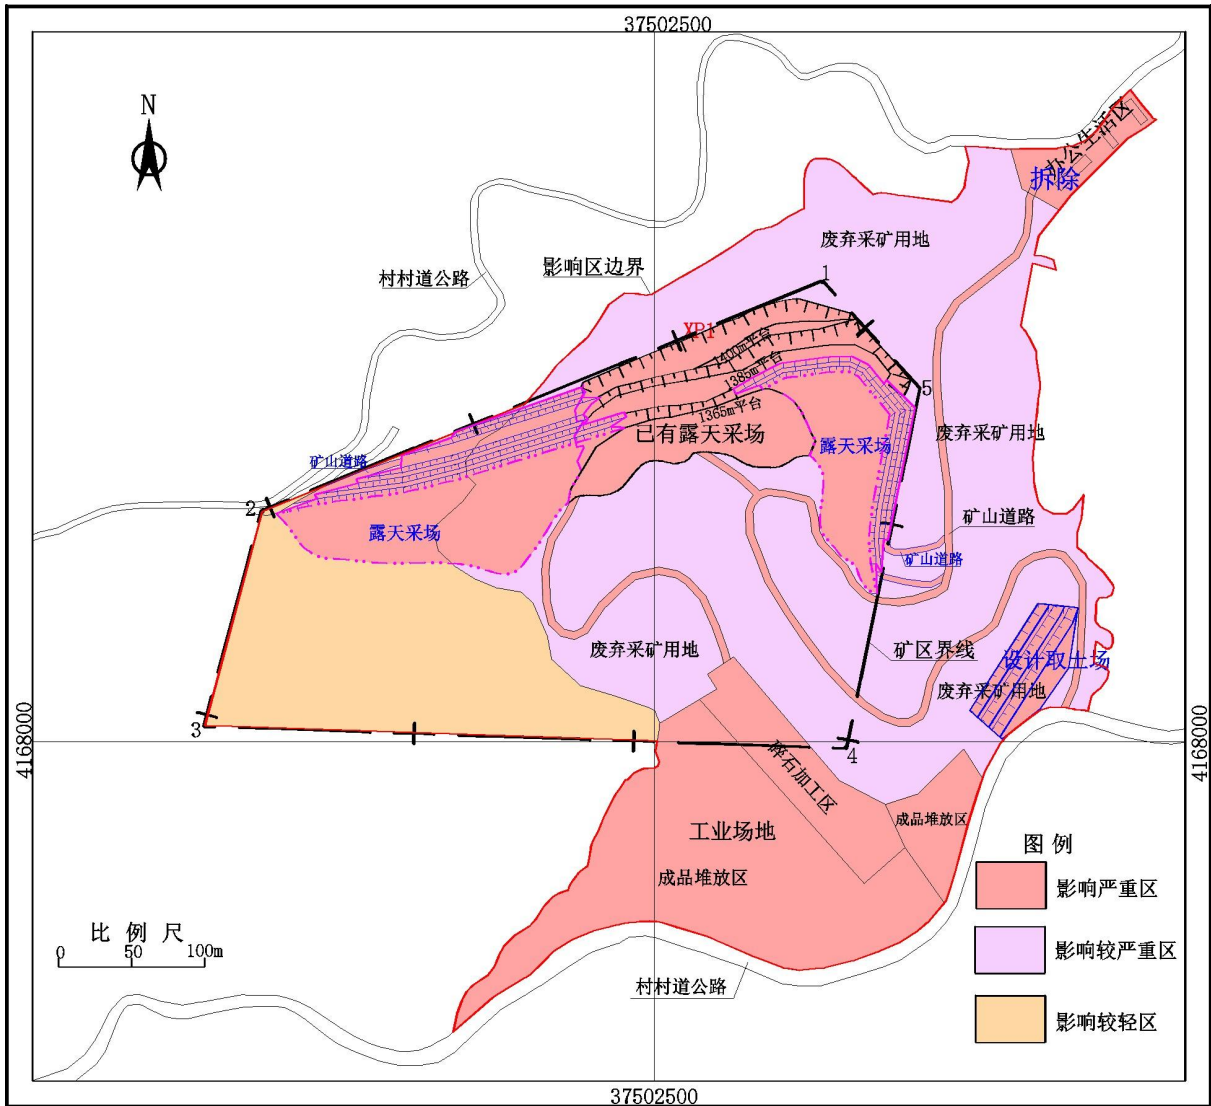 37502500
N
办公生活区
拆除
废弃采矿用地
影响区边界
村村道公路
1
XP1
1400m平台
1385m平台
5
1365m平台
已有露天采场
废弃采矿用地
露天采场
矿山道路
2
矿山道路
露天采场
矿山道路
废弃采矿用地
矿区界线
设计取土场
废弃采矿用地
3
4168000
4168000
4
碎石加工区
工业场地
成品堆放区
成品堆放区
图例
影响严重区
比例尺
0 50 100m
影响较严重区
村村道公路
影响较轻区
37502500